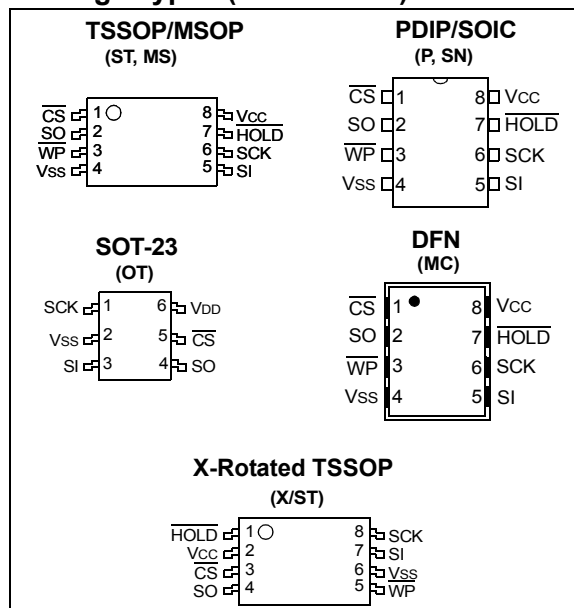 TSSOP/MSOP
(ST, MS)
CS 1 8 VCC
SO 2 7 HOLD
WP 3 6 SCK
VSS 4 5 SI
PDIP/SOIC
(P, SN)
CS 1 8 VCC
SO 2 7 HOLD
WP 3 6 SCK
VSS 4 5 SI
SOT-23
(OT)
SCK 1 6 VDD
VSS 2 5 CS
SI 3 4 SO
DFN
(MC)
CS 1 8 VCC
SO 2 7 HOLD
WP 3 6 SCK
VSS 4 5 SI
X-Rotated TSSOP
(X/ST)
HOLD 1 8 SCK
VCC 2 7 SI
CS 3 6 VSS
SO 4 5 WP